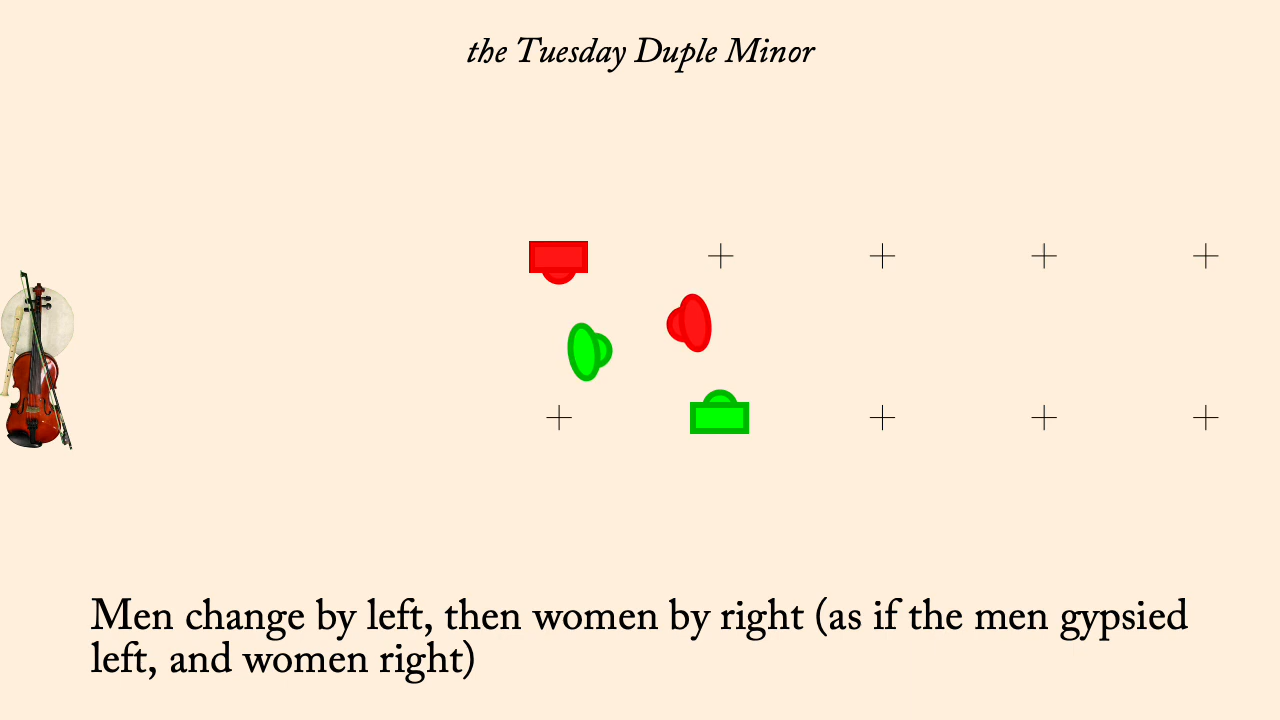 the Tuesday Duple Minor
Men change by left, then women by right (as if the men gypsied
left, and women right)